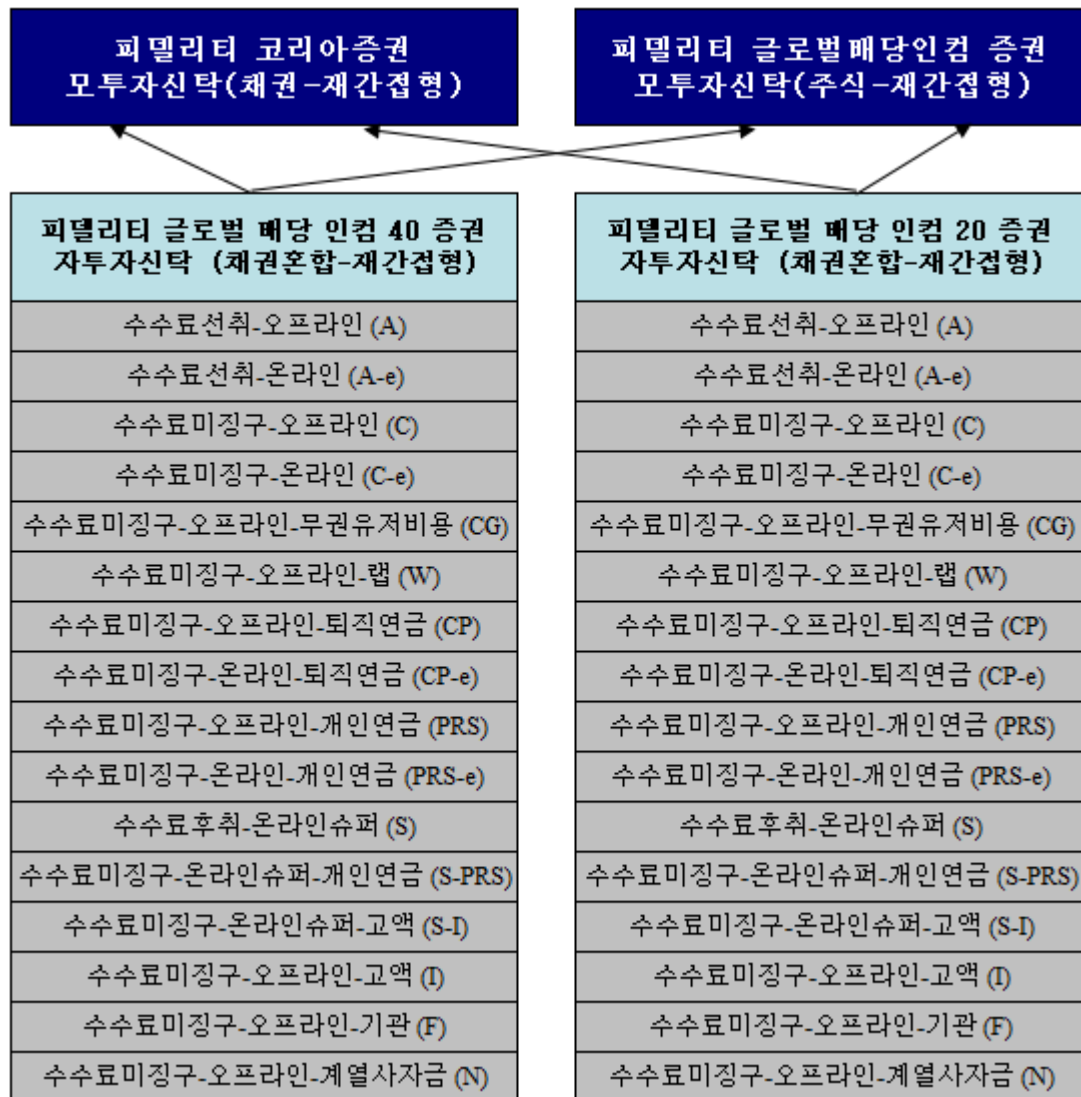 피델리티 코리아증권
모투자신탁(채권-재간접형)
피델리티 글로벌배당인컴 증권
모투자신탁(주식-재간접형)
피델리티 글로벌 배당 인컴 40 증권
자투자신탁 (채권혼합-재간접형)
수수료선취-오프라인 (A)
수수료선취-온라인 (A-e)
수수료미징구-오프라인 (C)
수수료미징구-온라인 (C-e)
수수료미징구-오프라인-무권유저비용 (CG)
수수료미징구-오프라인-랩 (W)
수수료미징구-오프라인-퇴직연금 (CP)
수수료미징구-온라인-퇴직연금 (CP-e)
수수료미징구-오프라인-개인연금 (PRS)
수수료미징구-온라인-개인연금 (PRS-e)
수수료후취-온라인슈퍼 (S)
수수료미징구-온라인슈퍼-개인연금 (S-PRS)
수수료미징구-온라인슈퍼-고액 (S-I)
수수료미징구-오프라인-고액 (I)
수수료미징구-오프라인-기관 (F)
수수료미징구-오프라인-계열사자금 (N)
피델리티 글로벌 배당 인컴 20 증권
자투자신탁 (채권혼합-재간접형)
수수료선취-오프라인 (A)
수수료선취-온라인 (A-e)
수수료미징구-오프라인 (C)
수수료미징구-온라인 (C-e)
수수료미징구-오프라인-무권유저비용 (CG)
수수료미징구-오프라인-랩 (W)
수수료미징구-오프라인-퇴직연금 (CP)
수수료미징구-온라인-퇴직연금 (CP-e)
수수료미징구-오프라인-개인연금 (PRS)
수수료미징구-온라인-개인연금 (PRS-e)
수수료후취-온라인슈퍼 (S)
수수료미징구-온라인슈퍼-개인연금 (S-PRS)
수수료미징구-온라인슈퍼-고액 (S-I)
수수료미징구-오프라인-고액 (I)
수수료미징구-오프라인-기관 (F)
수수료미징구-오프라인-계열사자금 (N)